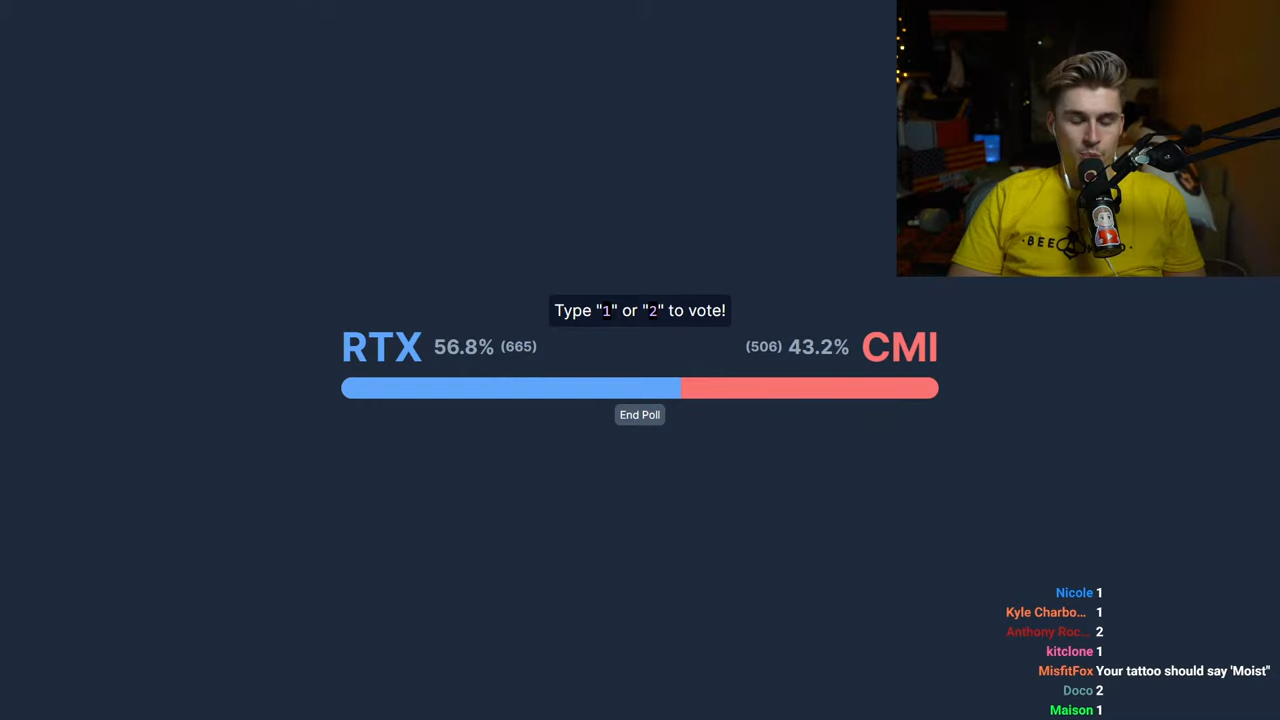 ·BEE
Type "1" or "2" to vote!
RTX 56.8% (665) (506) 43.2% CMI
End Poll
Nicole 1
Kyle Charbo… 1
Anthony Roc… 2
kitclone 1
MisfitFox Your tattoo should say 'Moist"
Doco 2
Maison 1